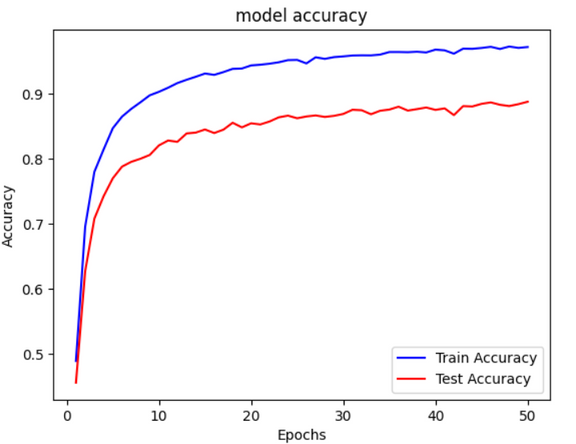 model accuracy
Accuracy
0.9
0.8
0.7
0.6
0.5
Train Accuracy
Test Accuracy
0 10 20 30 40 50
Epochs